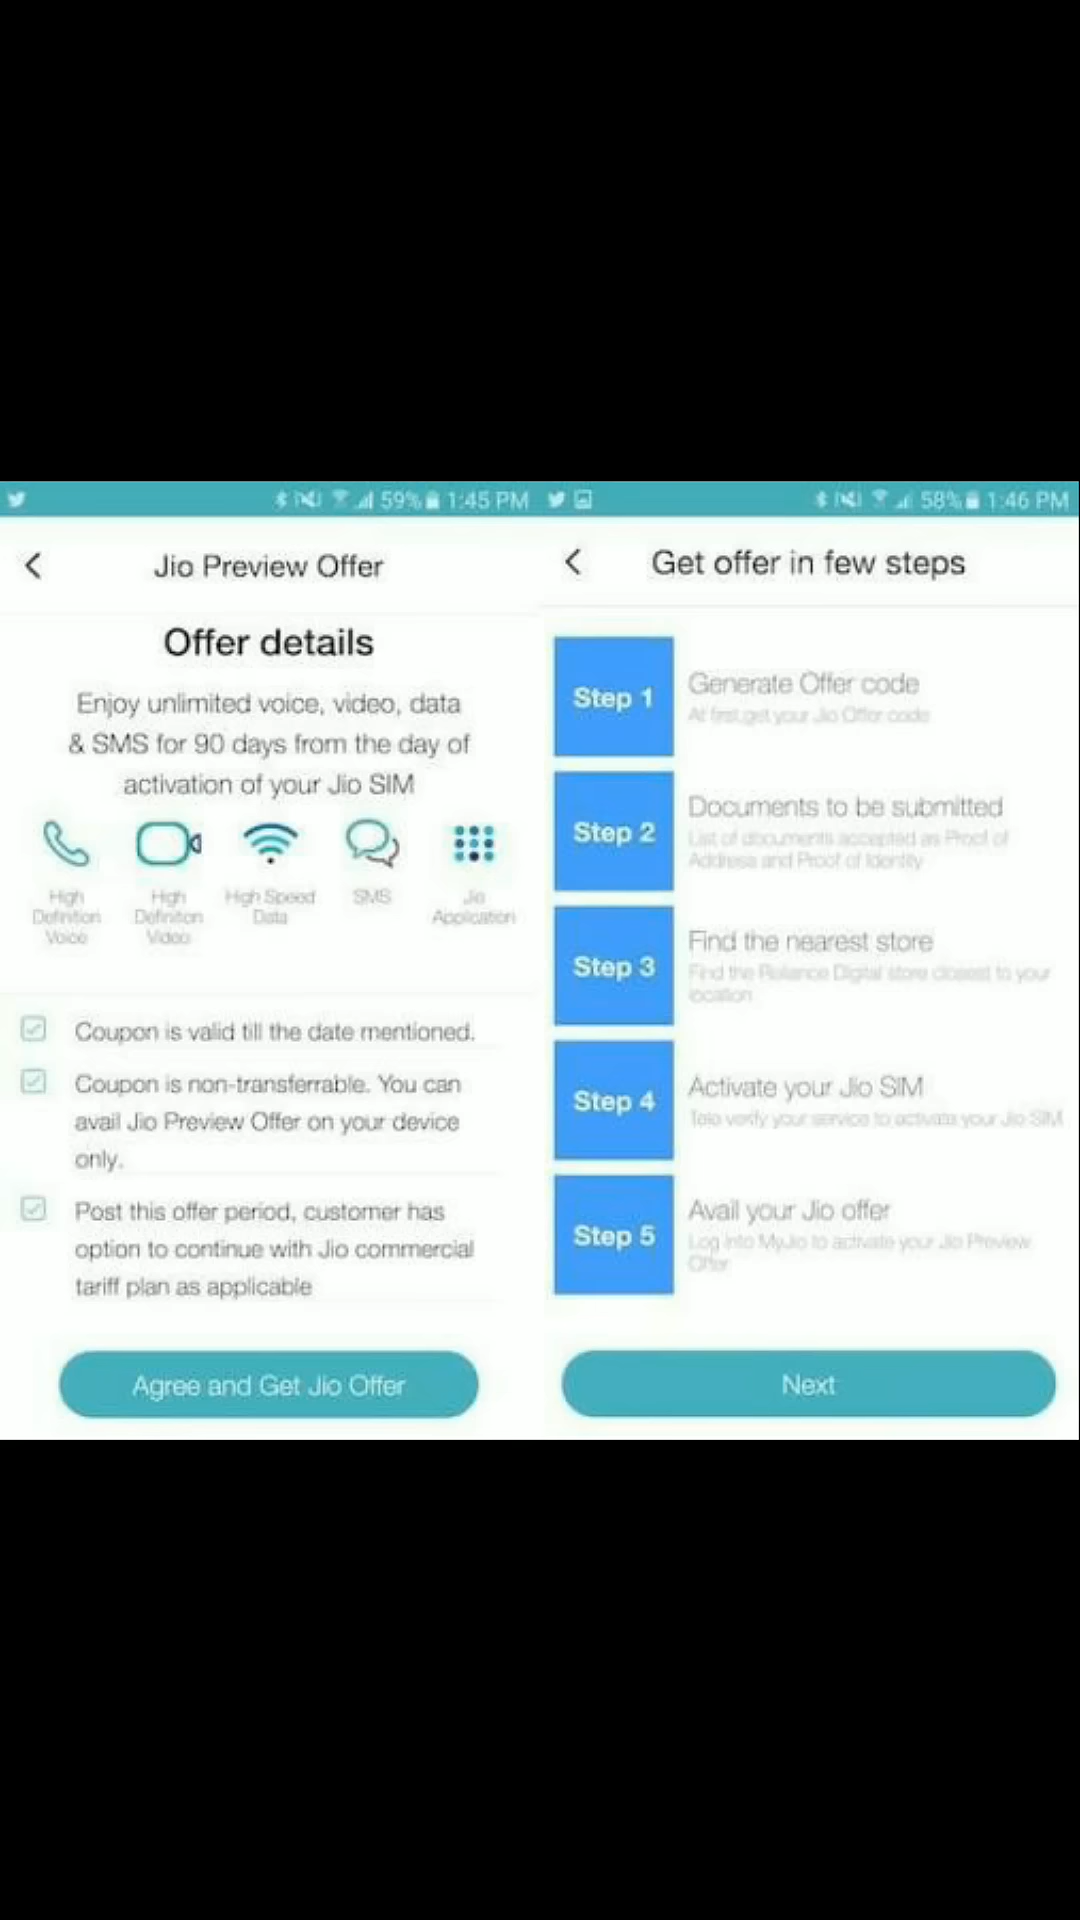 59% 1:45 PM
Jio Preview Offer
Offer details
Enjoy unlimited voice, video, data
& SMS for 90 days from the day of
activation of your Jio SIM
High
Definition
Voice
High
Definition
Video
High Speed
Data
SMS
Jio
Application
Coupon is valid till the date mentioned.
Coupon is non-transferrable. You can
avail Jio Preview Offer on your device
only.
Post this offer period, customer has
option to continue with Jio commercial
tariff plan as applicable
Agree and Get Jio Offer
58% 1:46 PM
Get offer in few steps
Step 1
Generate Offer code
At first,get your Jio Offer code
Step 2
Documents to be submitted
List of documents accepted as Proof of
Address and Proof of Identity
Step 3
Find the nearest store
Find the Reliance Digital store closest to your
location
Step 4
Activate your Jio SIM
Tele verify your service to activate your Jio SIM
Step 5
Avail your Jio offer
Log into MyJio to activate your Jio Preview
Offer
Next